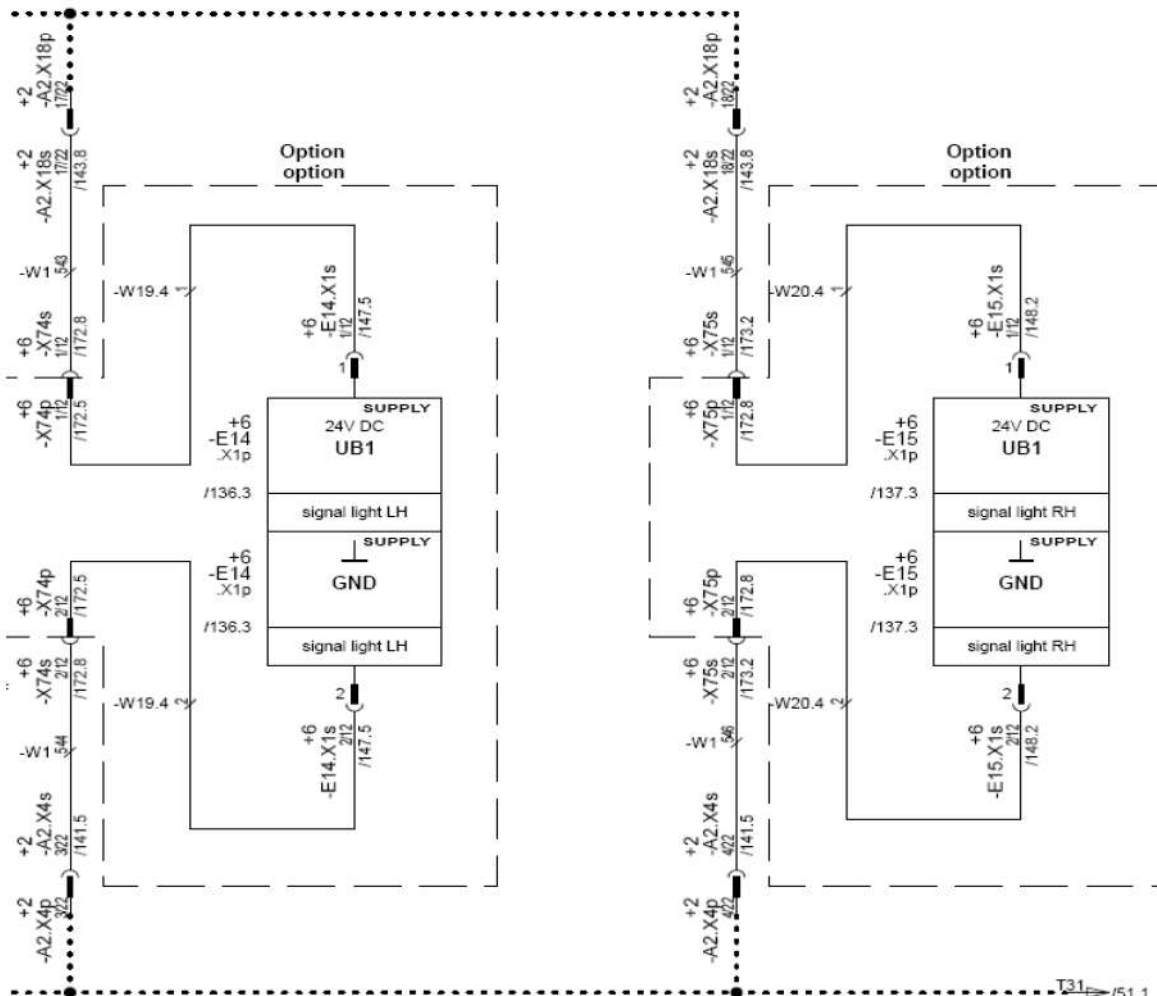 +2
-A2.X18p
17/22
+2
-A2.X18s
17/22
/143.8
-W1
543
+6
-X74s
1/12
/172.8
+6
-X74p
1/12
/172.5
Option
option
-W19.4
1
+6
-E14.X1s
1/12
/147.5
1
+6
-E14
.X1p
/136.3
SUPPLY
24V DC
UB1
signal light LH
+6
-E14
.X1p
/136.3
SUPPLY
GND
signal light LH
2
+6
-E14.X1s
2/12
/147.5
-W19.4
2
+6
-X74p
2/12
/172.5
+6
-X74s
2/12
/172.8
-W1
544
+2
-A2.X4s
3/22
/141.5
+2
-A2.X4p
3/22
+2
-A2.X18p
18/22
+2
-A2.X18s
18/22
/143.8
-W1
545
+6
-X75s
1/12
/173.2
+6
-X75p
1/12
/172.8
Option
option
-W20.4
1
+6
-E15.X1s
1/12
/148.2
1
+6
-E15
.X1p
/137.3
SUPPLY
24V DC
UB1
signal light RH
+6
-E15
.X1p
/137.3
SUPPLY
GND
signal light RH
2
+6
-E15.X1s
2/12
/148.2
-W20.4
2
+6
-X75p
2/12
/172.8
+6
-X75s
2/12
/173.2
-W1
546
+2
-A2.X4s
4/22
/141.5
+2
-A2.X4p
4/22
T31
/51.1